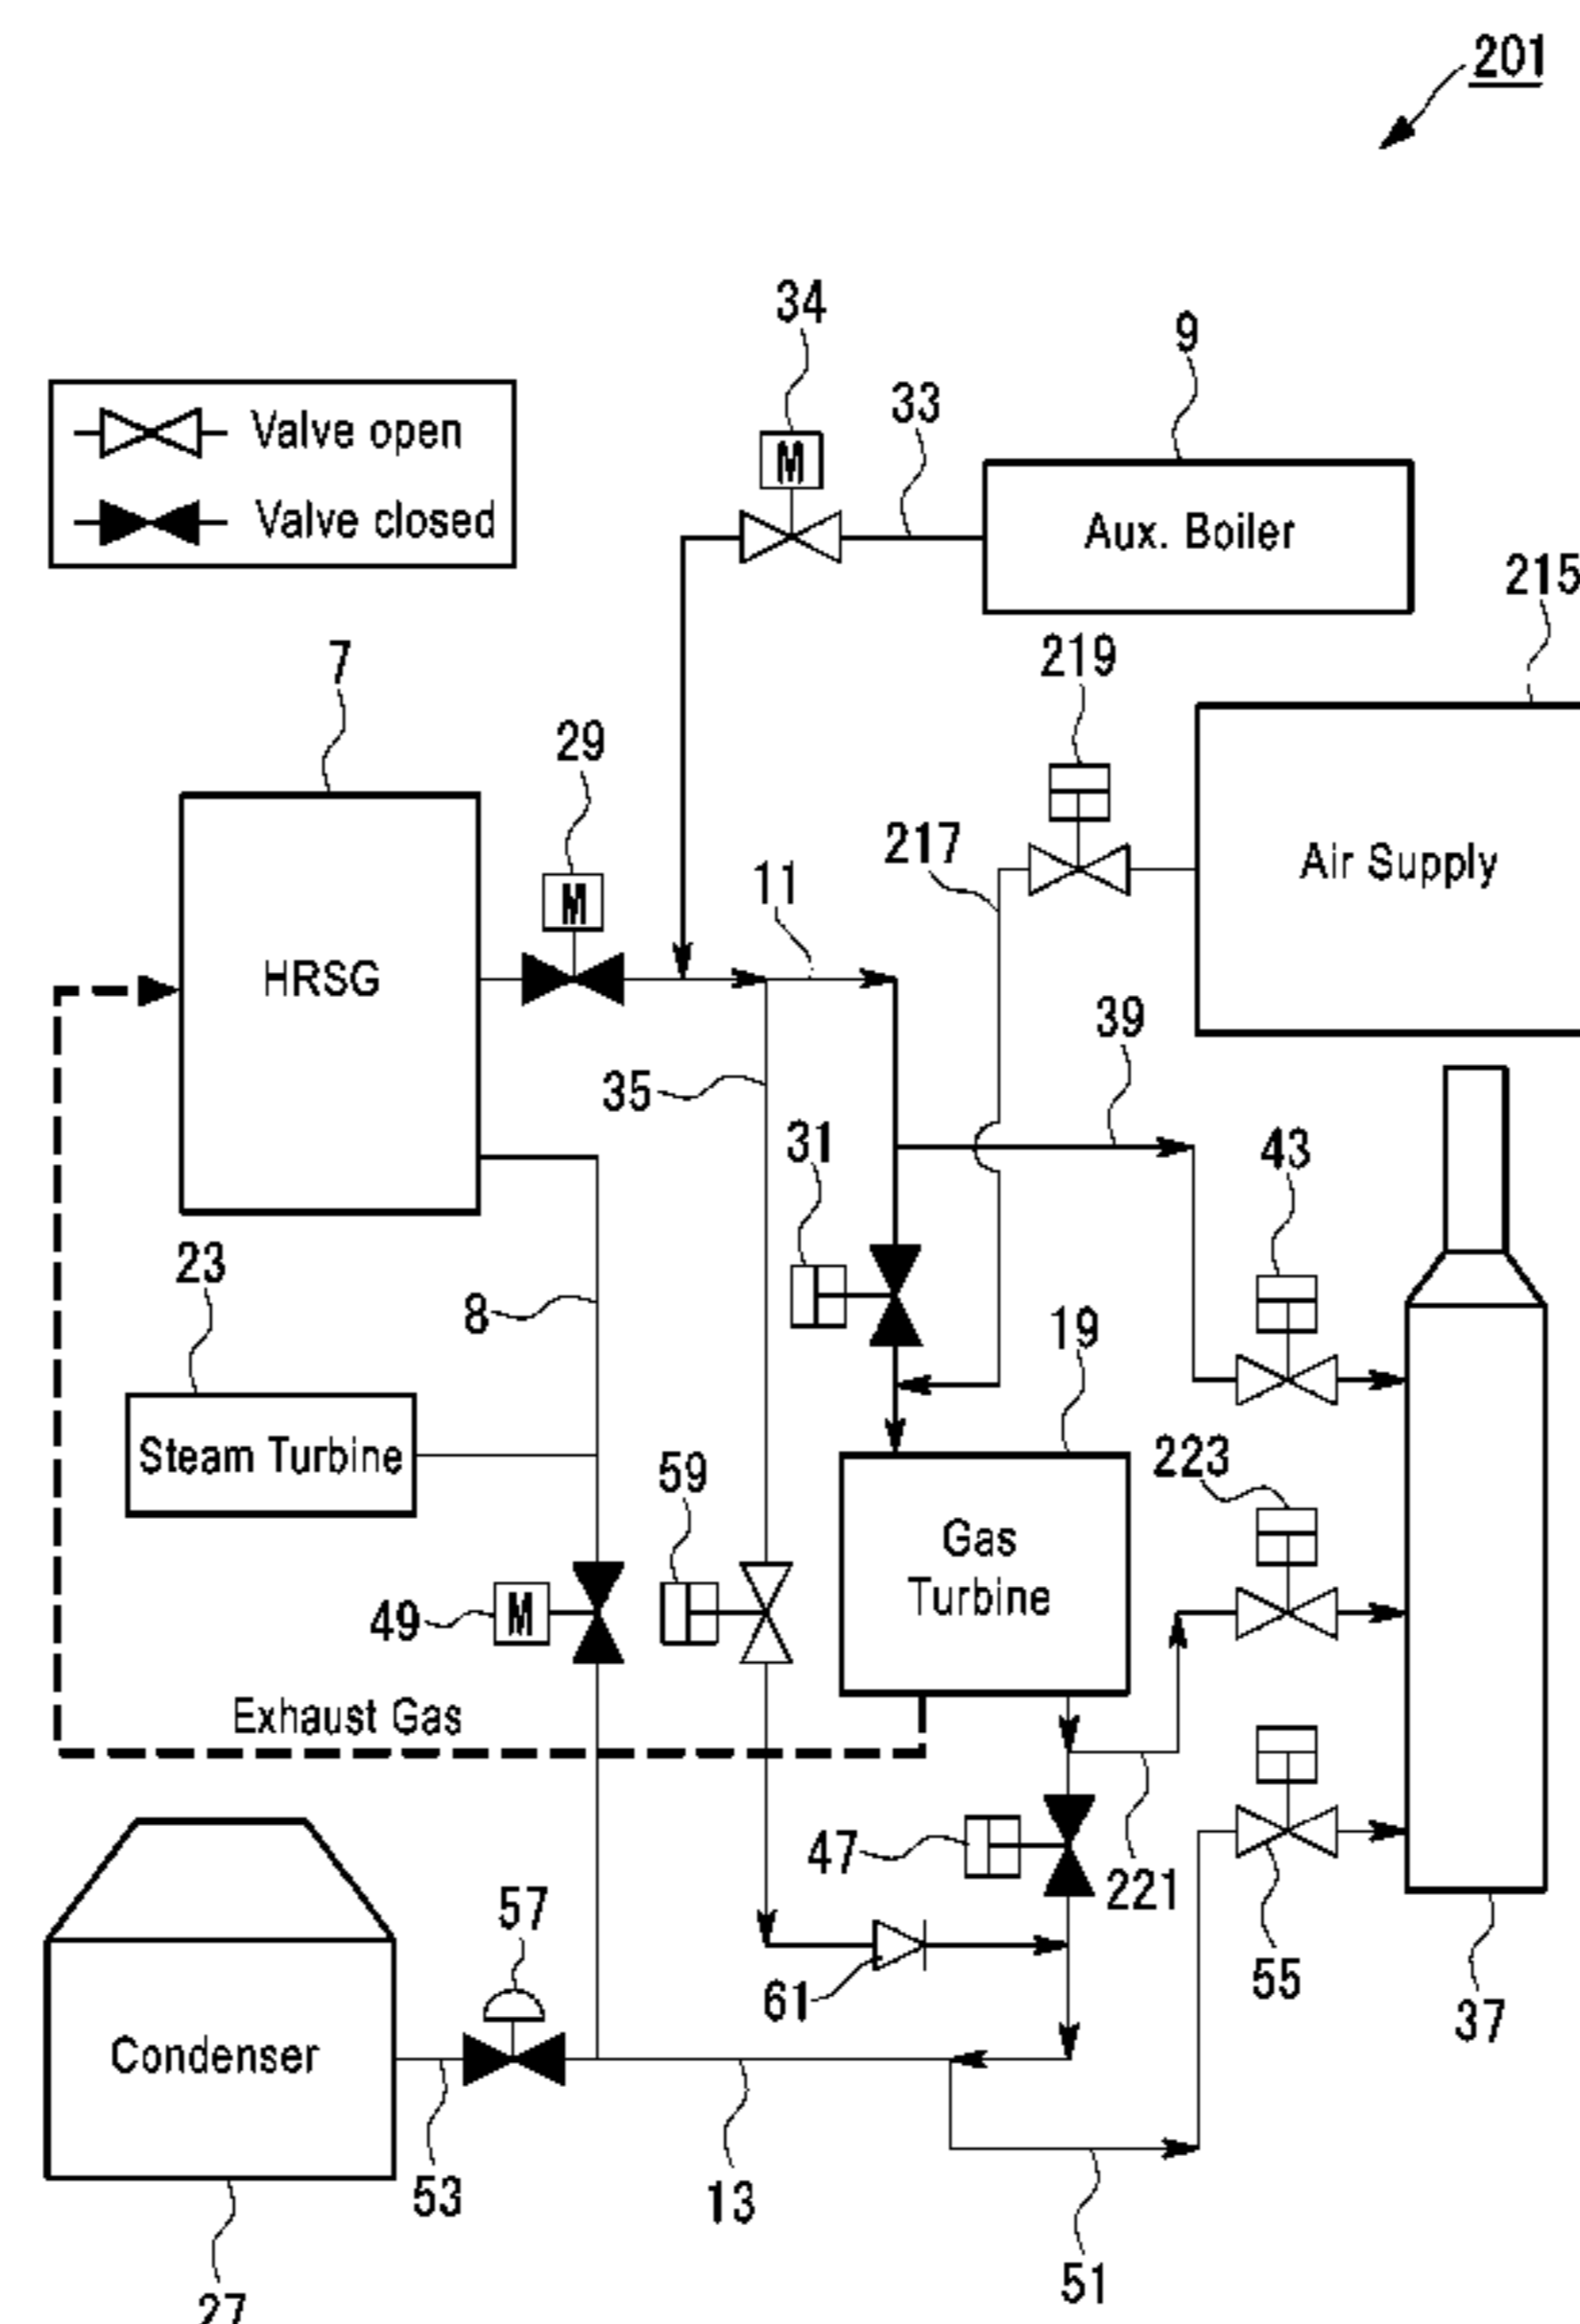 201
34
9
33
Valve open
M
Valve closed
Aux. Boiler
215
219
7
29
217
11
M
Air Supply
HRSG
39
35
31
43
23
8
19
Steam Turbine
59
223
Gas
Turbine
49
M
Exhaust Gas
47
221
57
61
55
37
Condenser
53
13
51
27